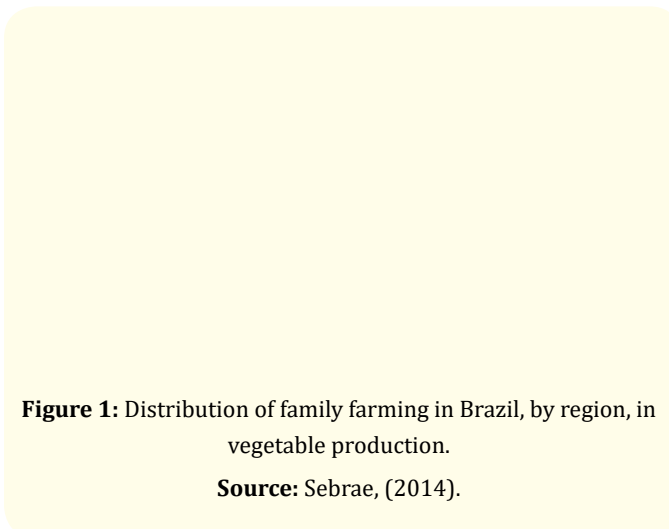 Figure 1: Distribution of family farming in Brazil, by region, in
vegetable production.
Source: Sebrae, (2014).